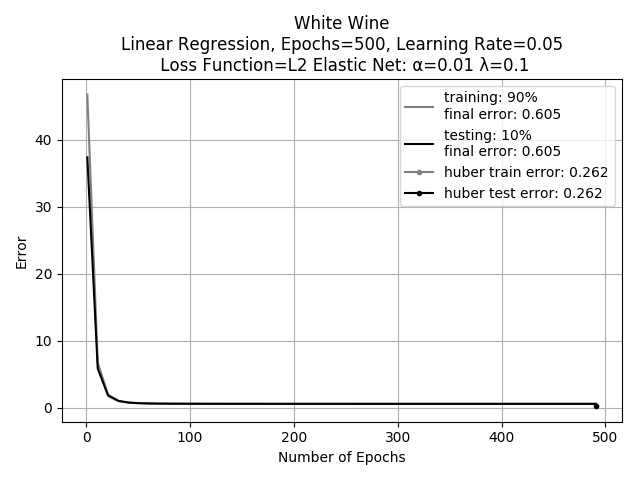 White Wine
Linear Regression, Epochs=500, Learning Rate=0.05
Loss Function=L2 Elastic Net: α=0.01 λ=0.1
training: 90%
final error: 0.605
testing: 10%
final error: 0.605
huber train error: 0.262
huber test error: 0.262
Error
40
30
20
10
0
0 100 200 300 400 500
Number of Epochs